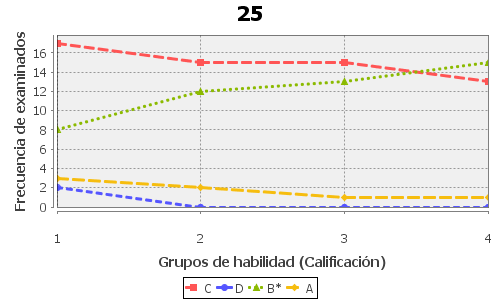 25
Frecuencia de examinados
16
14
12
10
8
6
4
2
0
1 2 3 4
Grupos de habilidad (Calificación)
C D B* A